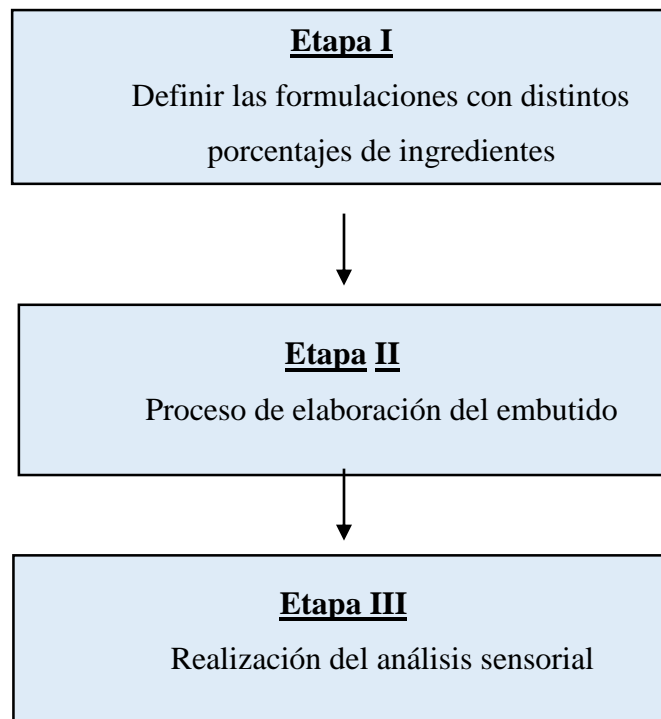 Etapa I
Definir las formulaciones con distintos
porcentajes de ingredientes
Etapa II
Proceso de elaboración del embutido
Etapa III
Realización del análisis sensorial